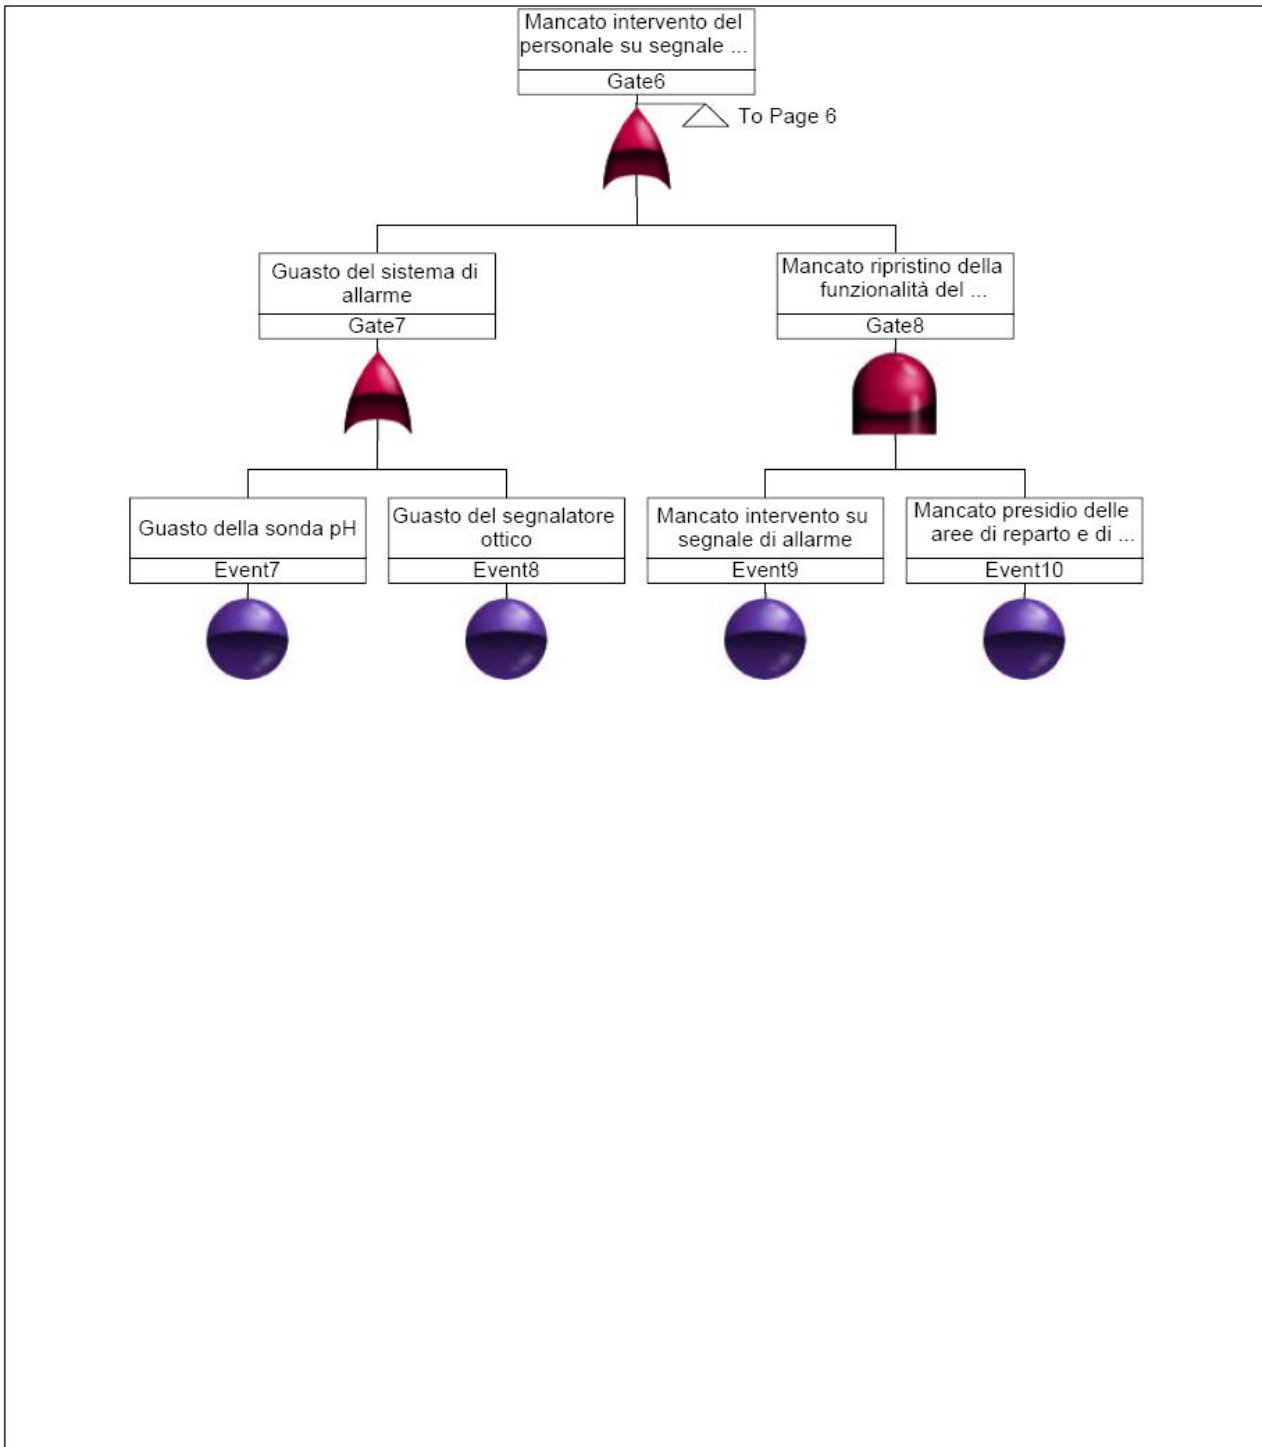 Mancato intervento del
personale su segnale ...
Gate6
To Page 6
Guasto del sistema di
allarme
Gate7
Mancato ripristino della
funzionalità del ...
Gate8
Guasto della sonda pH
Event7
Guasto del segnalatore
ottico
Event8
Mancato intervento su
segnale di allarme
Event9
Mancato presidio delle
aree di reparto e di ...
Event10